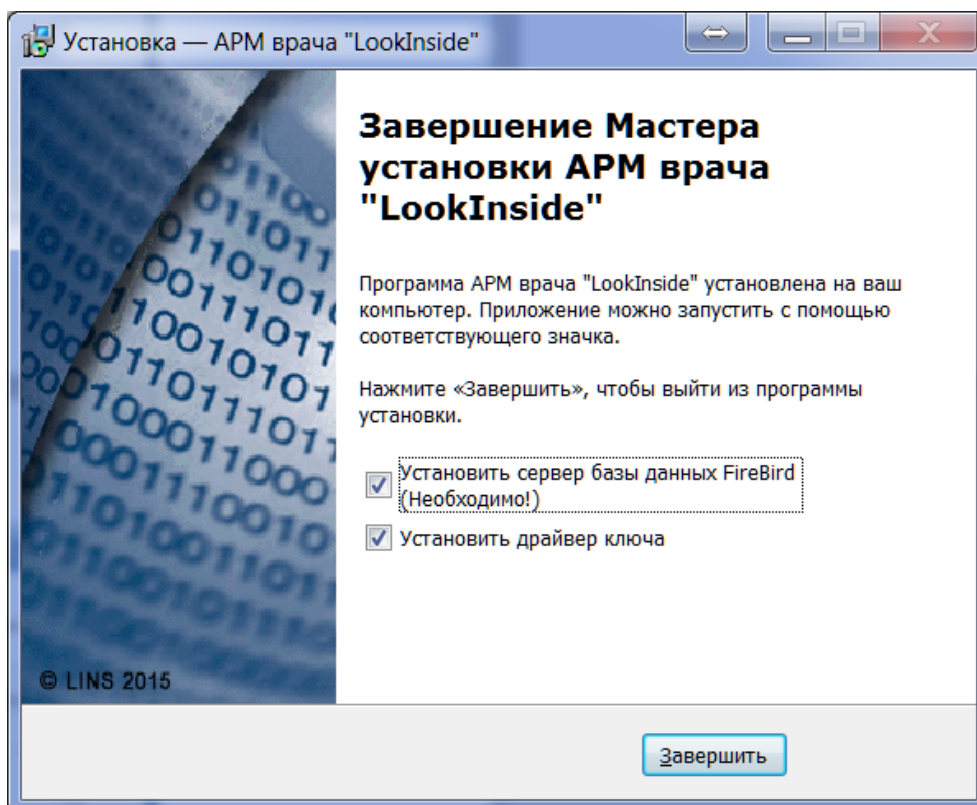 Установка — АРМ врача "LookInside"
Завершение Мастера
установки АРМ врача
"LookInside"
Программа АРМ врача "LookInside" установлена на ваш
компьютер. Приложение можно запустить с помощью
соответствующего значка.
Нажмите «Завершить», чтобы выйти из программы
установки.
Установить сервер базы данных FireBird
(Необходимо!)
Установить драйвер ключа
© LINS 2015
Завершить